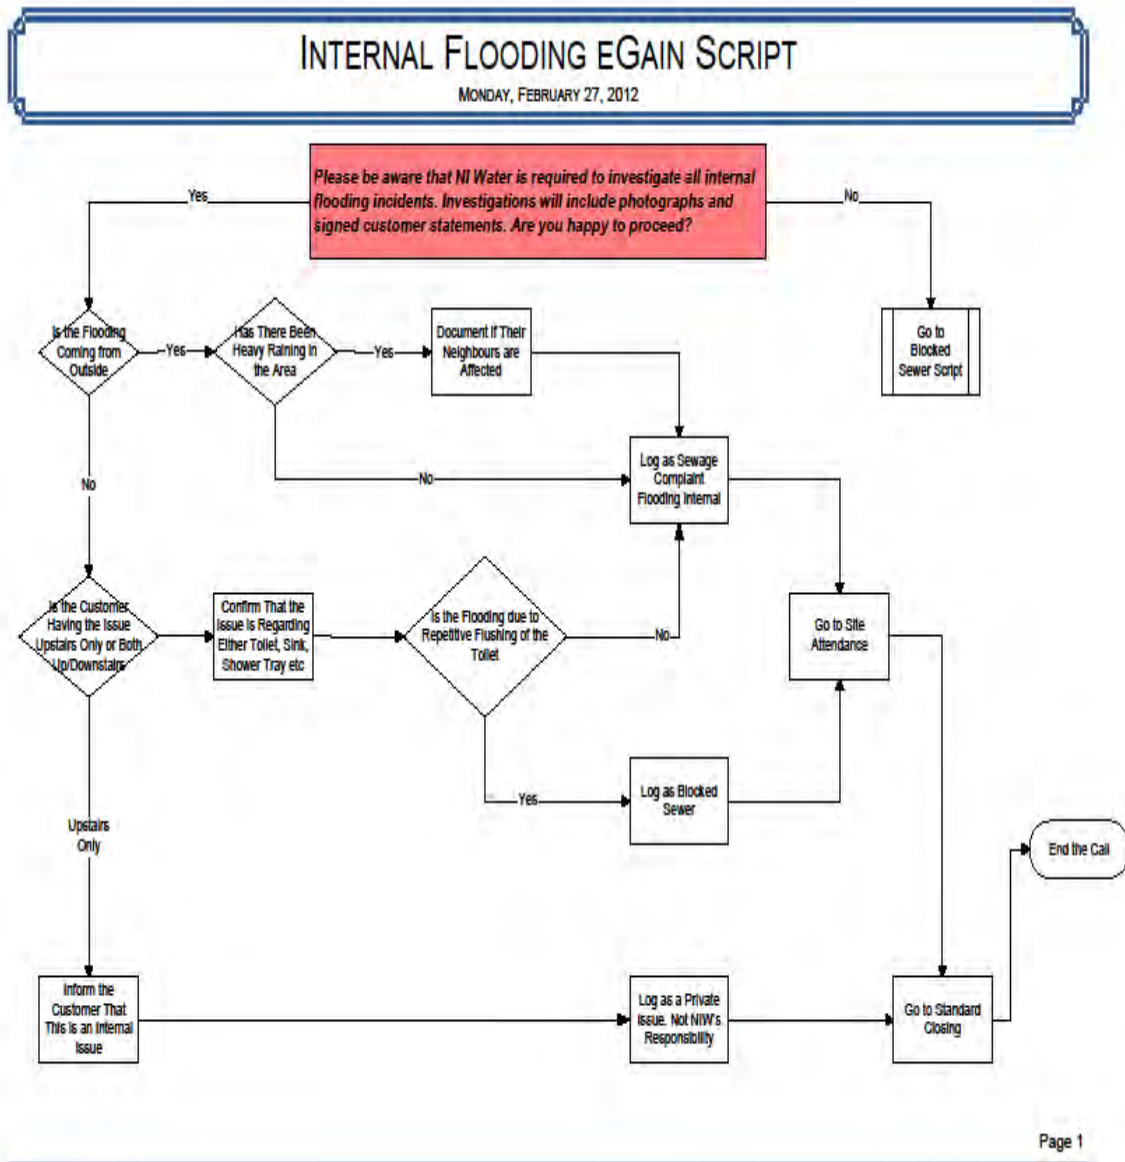 INTERNAL FLOODING EGAIN SCRIPT
MONDAY, FEBRUARY 27, 2012
Please be aware that NI Water is required to investigate all internal
flooding incidents. Investigations will include photographs and
signed customer statements. Are you happy to proceed?
Yes
No
Is the Flooding
Coming from
Outside
Yes
Has There Been
Heavy Raining in
the Area
Yes
Document if Their
Neighbours are
Affected
Go to
Blocked
Sewer Script
No
No
Log as Sewage
Complaint
Flooding Internal
Is the Customer
Having the Issue
Upstairs Only or Both
Up/Downstairs
Confirm That the
Issue is Regarding
Either Toilet, Sink,
Shower Tray etc
Is the Flooding due to
Repetitive Flushing of the
Toilet
No
Go to Site
Attendance
Yes
Log as Blocked
Sewer
Upstairs
Only
End the Call
Inform the
Customer That
This is an Internal
Issue
Log as a Private
Issue. Not NIW's
Responsibility
Go to Standard
Closing
Page 1